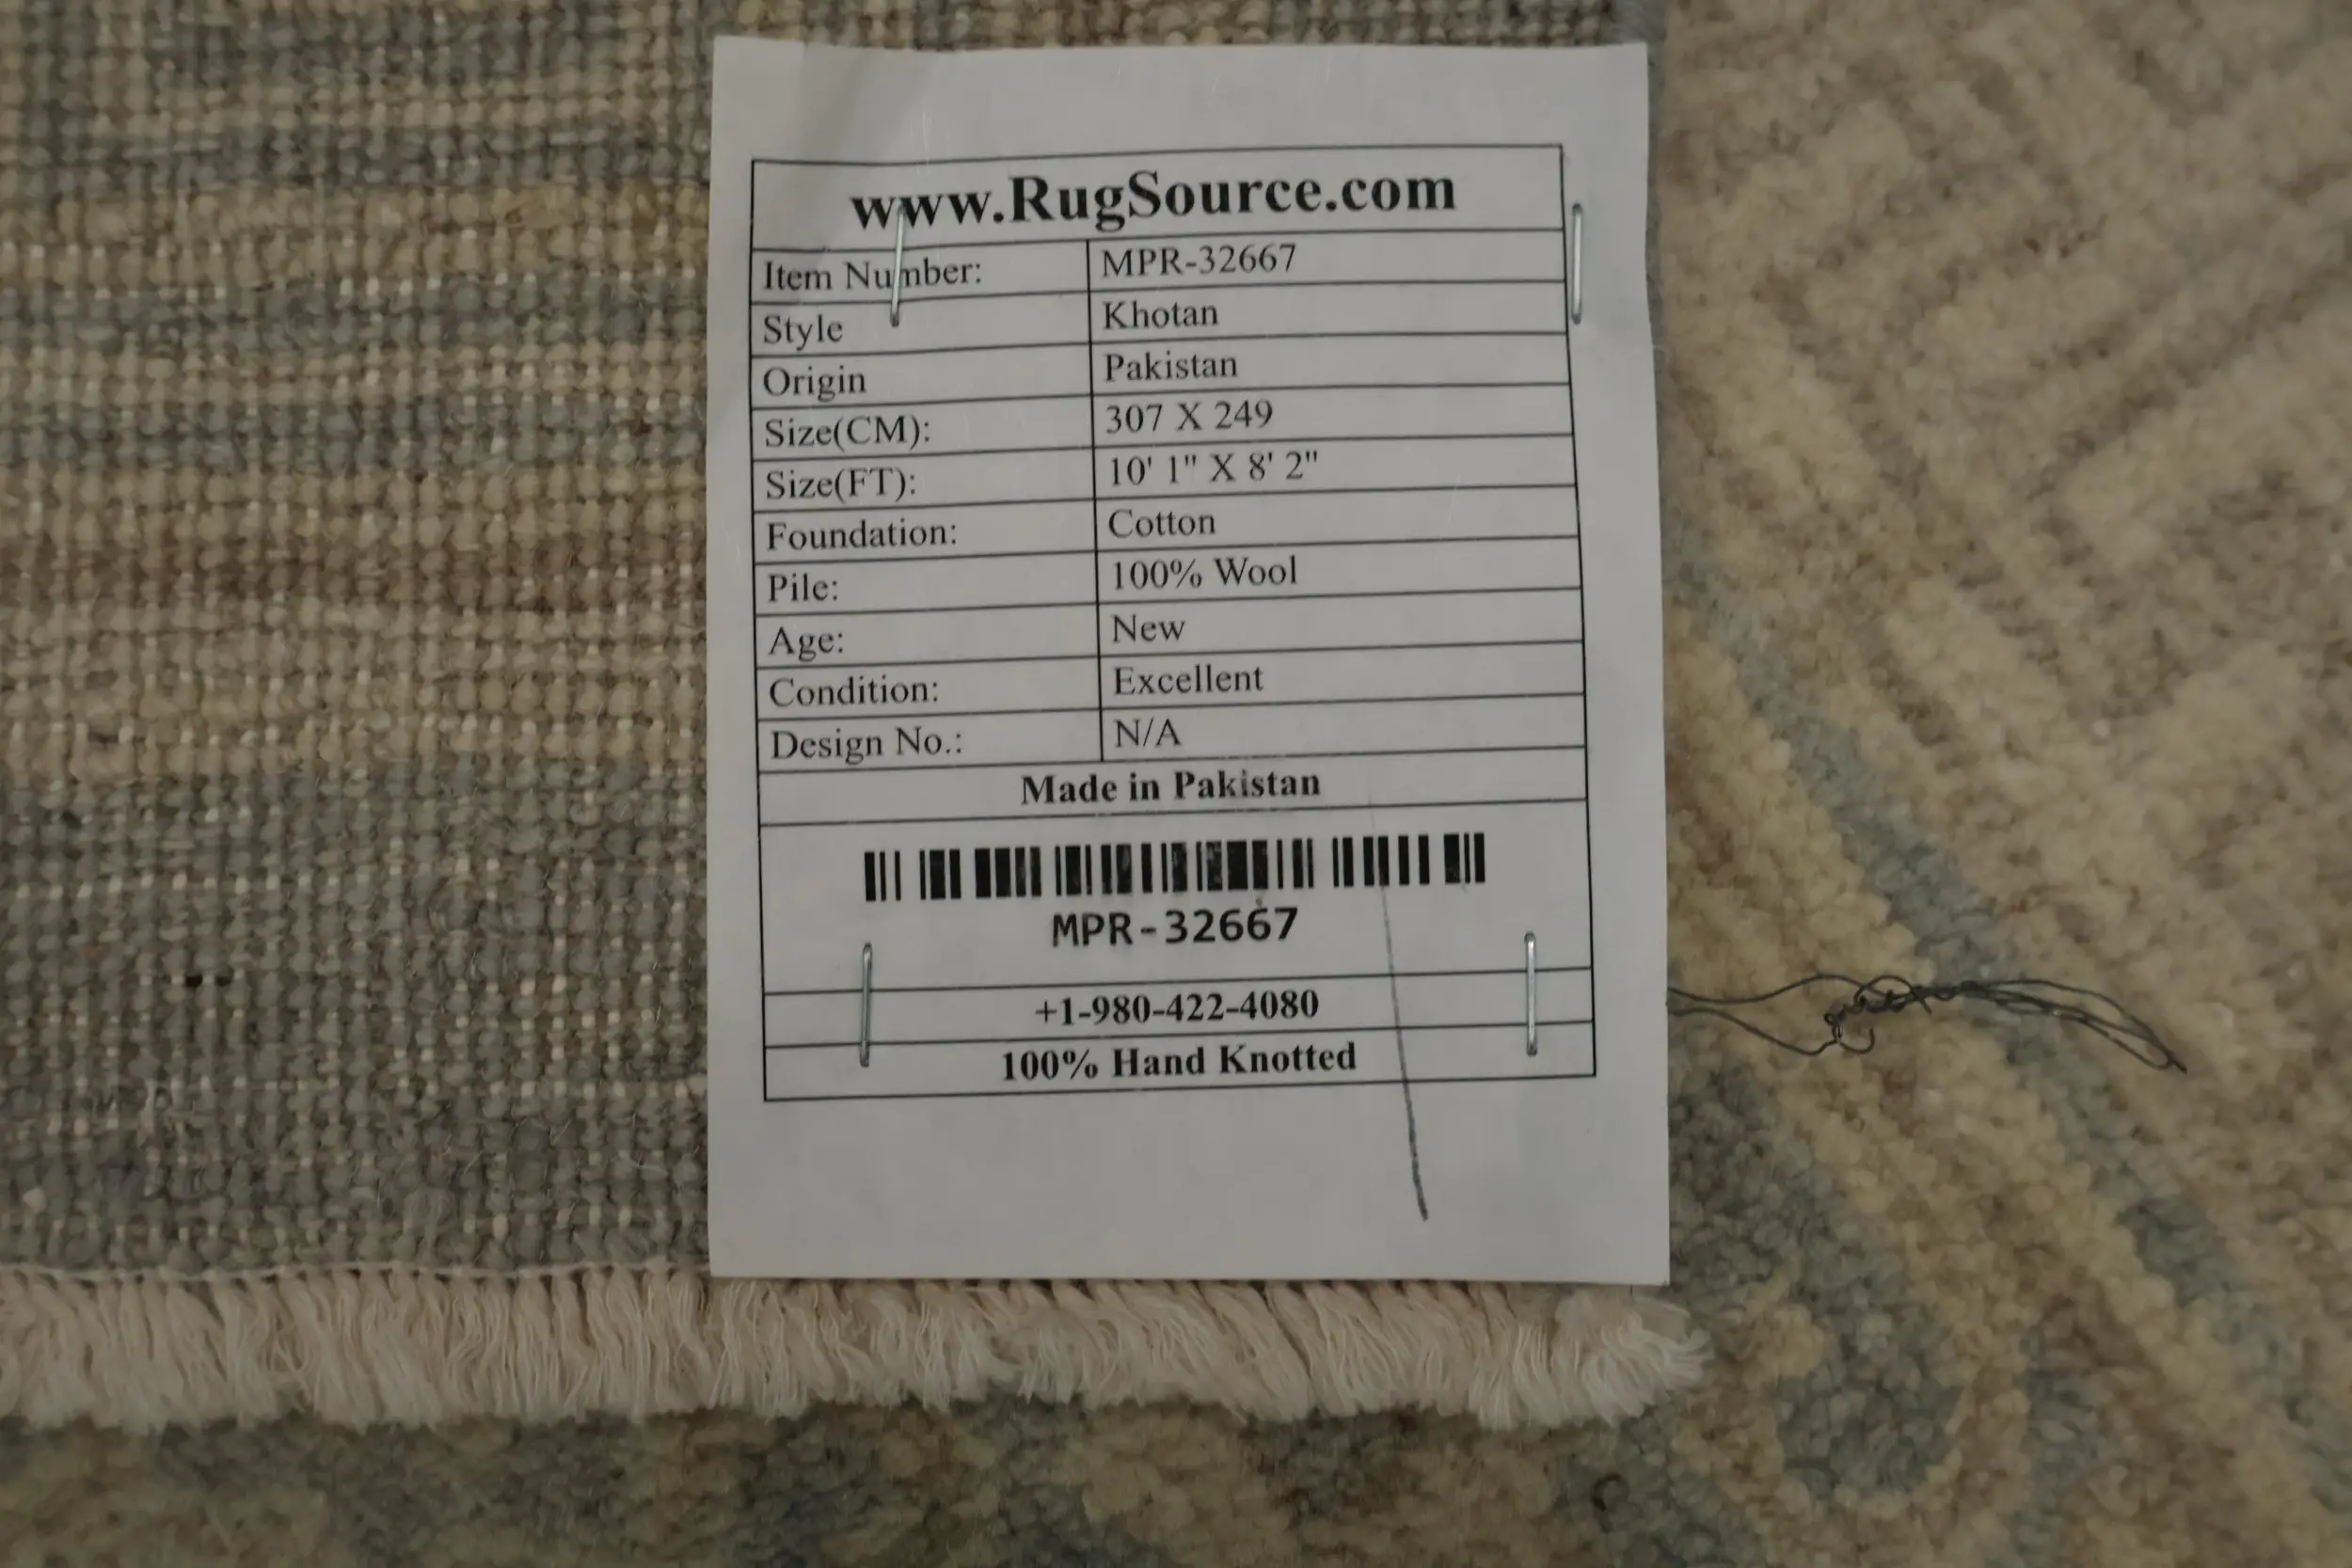 www.RugSource.com
Item Number: MPR-32667
Style Khotan
Origin Pakistan
Size(CM): 307 X 249
Size(FT): 10' 1" X 8' 2"
Foundation: Cotton
Pile: 100% Wool
Age: New
Condition: Excellent
Design No.: N/A
Made in Pakistan
MPR-32667
+1-980-422-4080
100% Hand Knotted